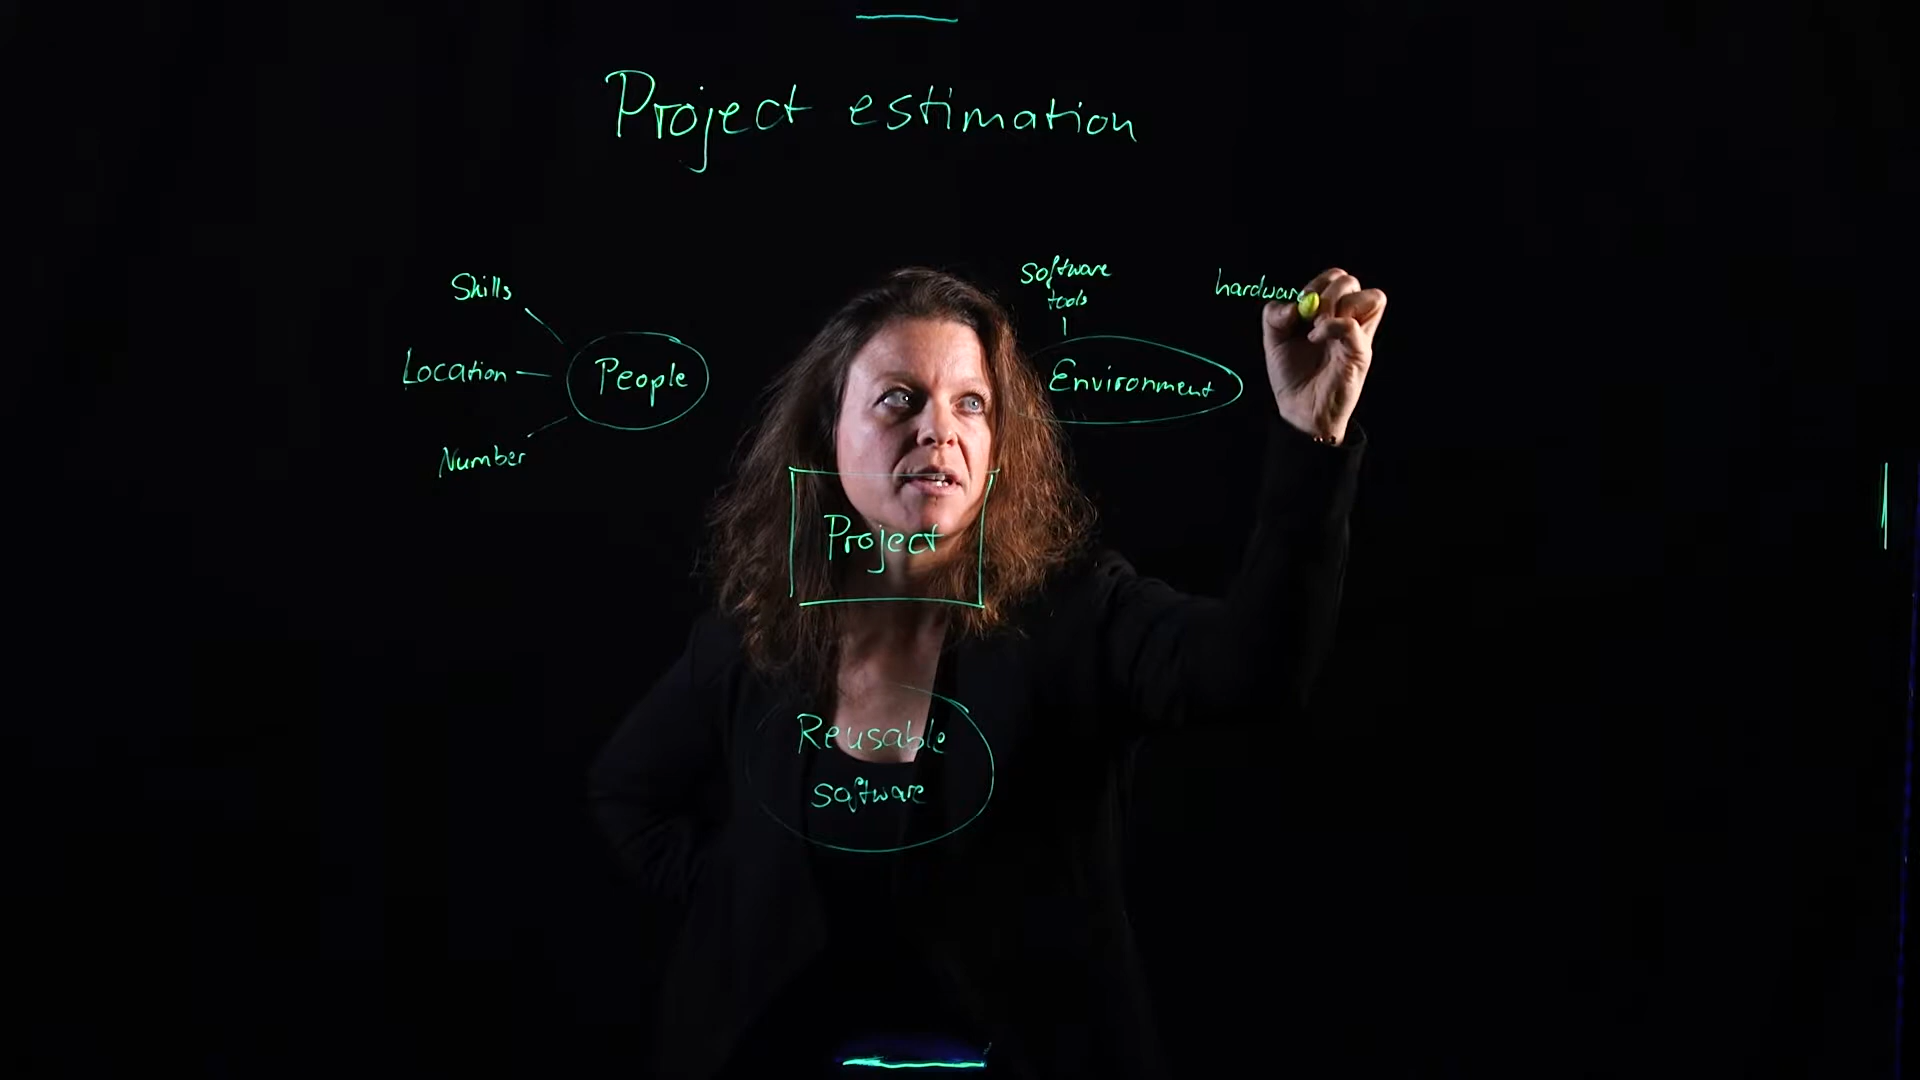 Project estimation
Skills
Location
Number
People
Software
tools
hardware
Environment
Project
Reusable
software